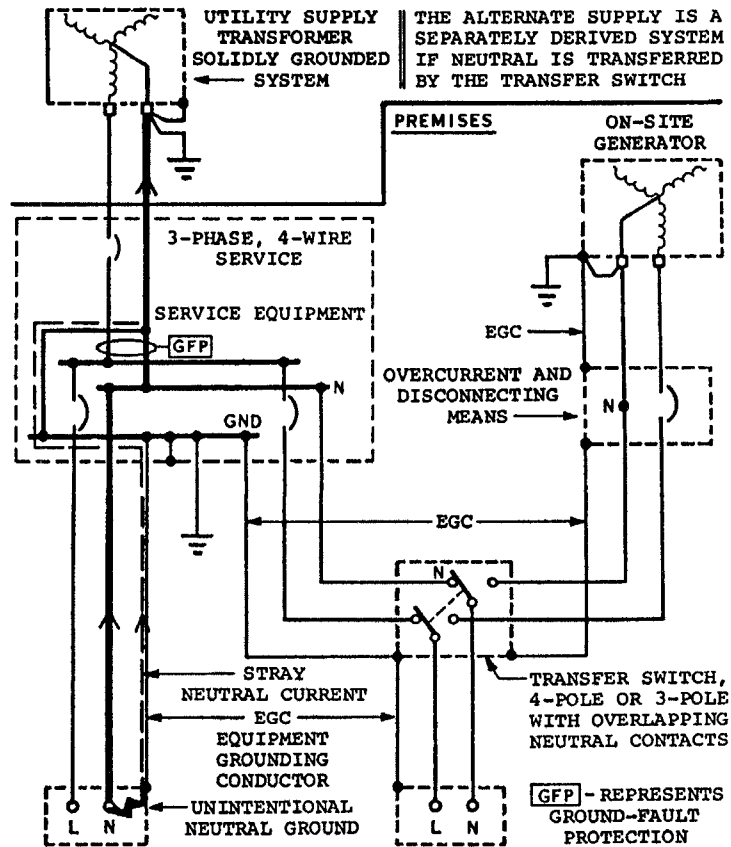 UTILITY SUPPLY
TRANSFORMER
SOLIDLY GROUNDED
SYSTEM
THE ALTERNATE SUPPLY IS A
SEPARATELY DERIVED SYSTEM
IF NEUTRAL IS TRANSFERRED
BY THE TRANSFER SWITCH
PREMISES
ON-SITE
GENERATOR
3-PHASE, 4-WIRE
SERVICE
SERVICE EQUIPMENT
GFP
EGC
OVERCURRENT AND
DISCONNECTING
MEANS
N
N
GND
EGC
N
STRAY
NEUTRAL CURRENT
EGC
EQUIPMENT
GROUNDING
CONDUCTOR
TRANSFER SWITCH,
4-POLE OR 3-POLE
WITH OVERLAPPING
NEUTRAL CONTACTS
UNINTENTIONAL
NEUTRAL GROUND
L N
L N
GFP - REPRESENTS
GROUND-FAULT
PROTECTION